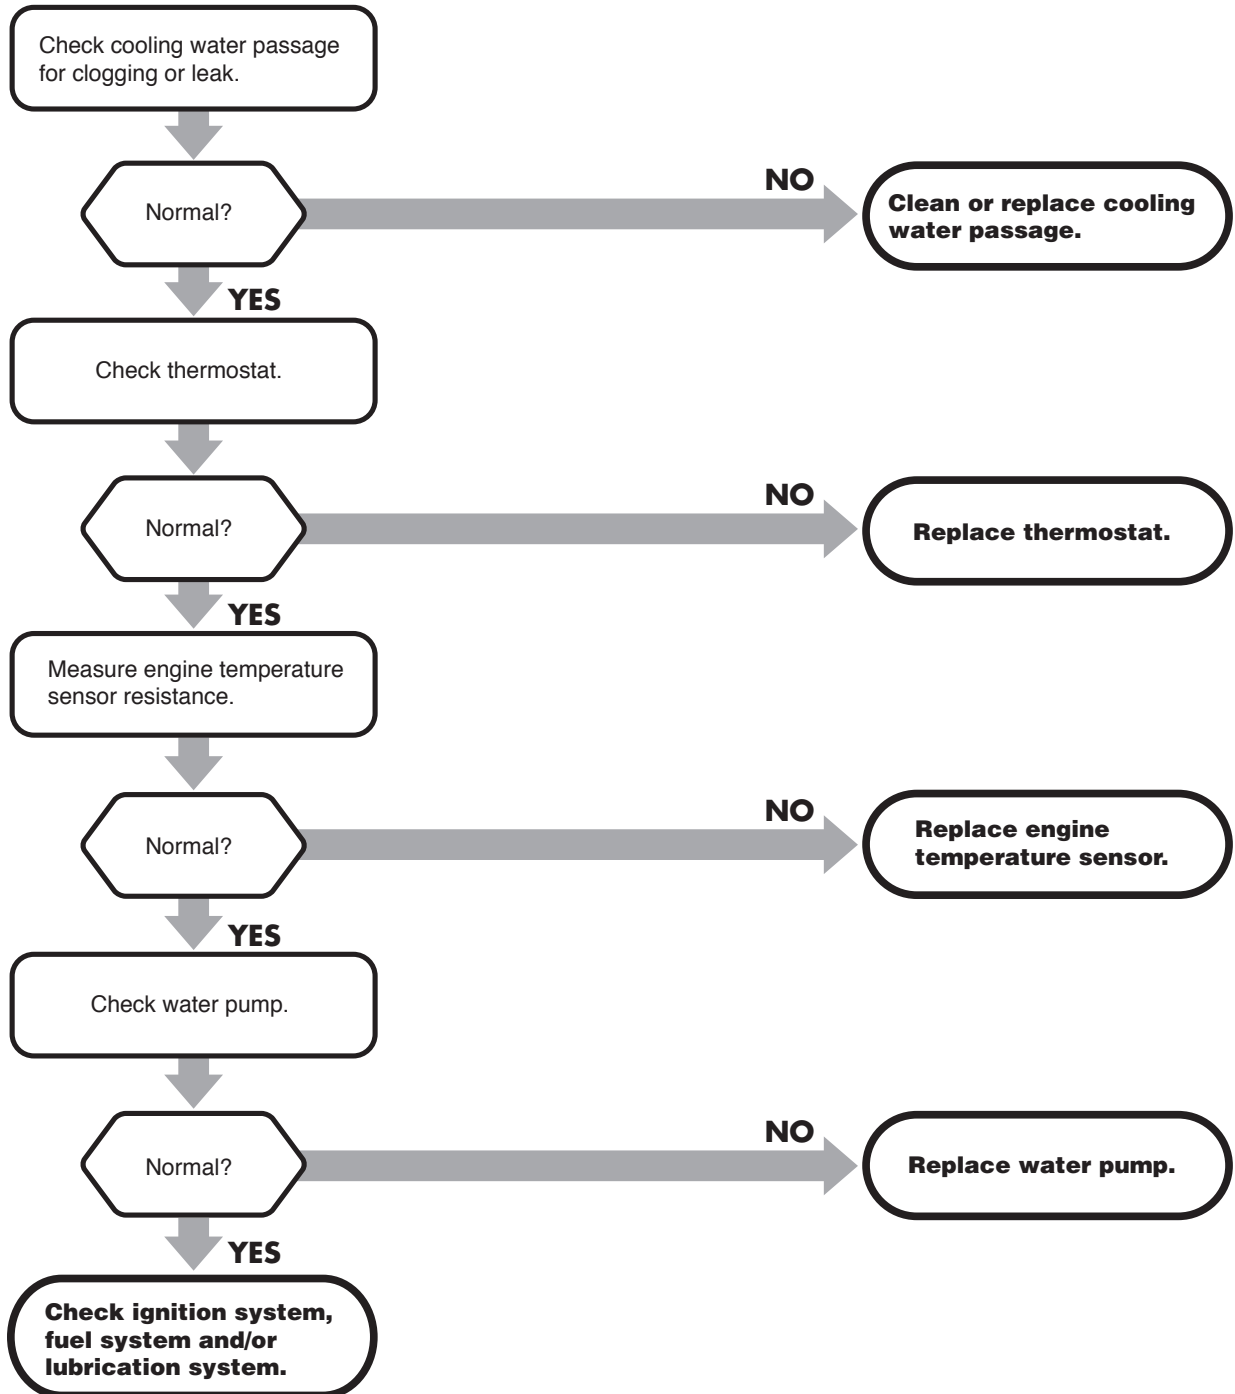 Check cooling water passage
for clogging or leak.
Normal?
NO
Clean or replace cooling
water passage.
YES
Check thermostat.
Normal?
NO
Replace thermostat.
YES
Measure engine temperature
sensor resistance.
Normal?
NO
Replace engine
temperature sensor.
YES
Check water pump.
Normal?
NO
Replace water pump.
YES
Check ignition system,
fuel system and/or
lubrication system.